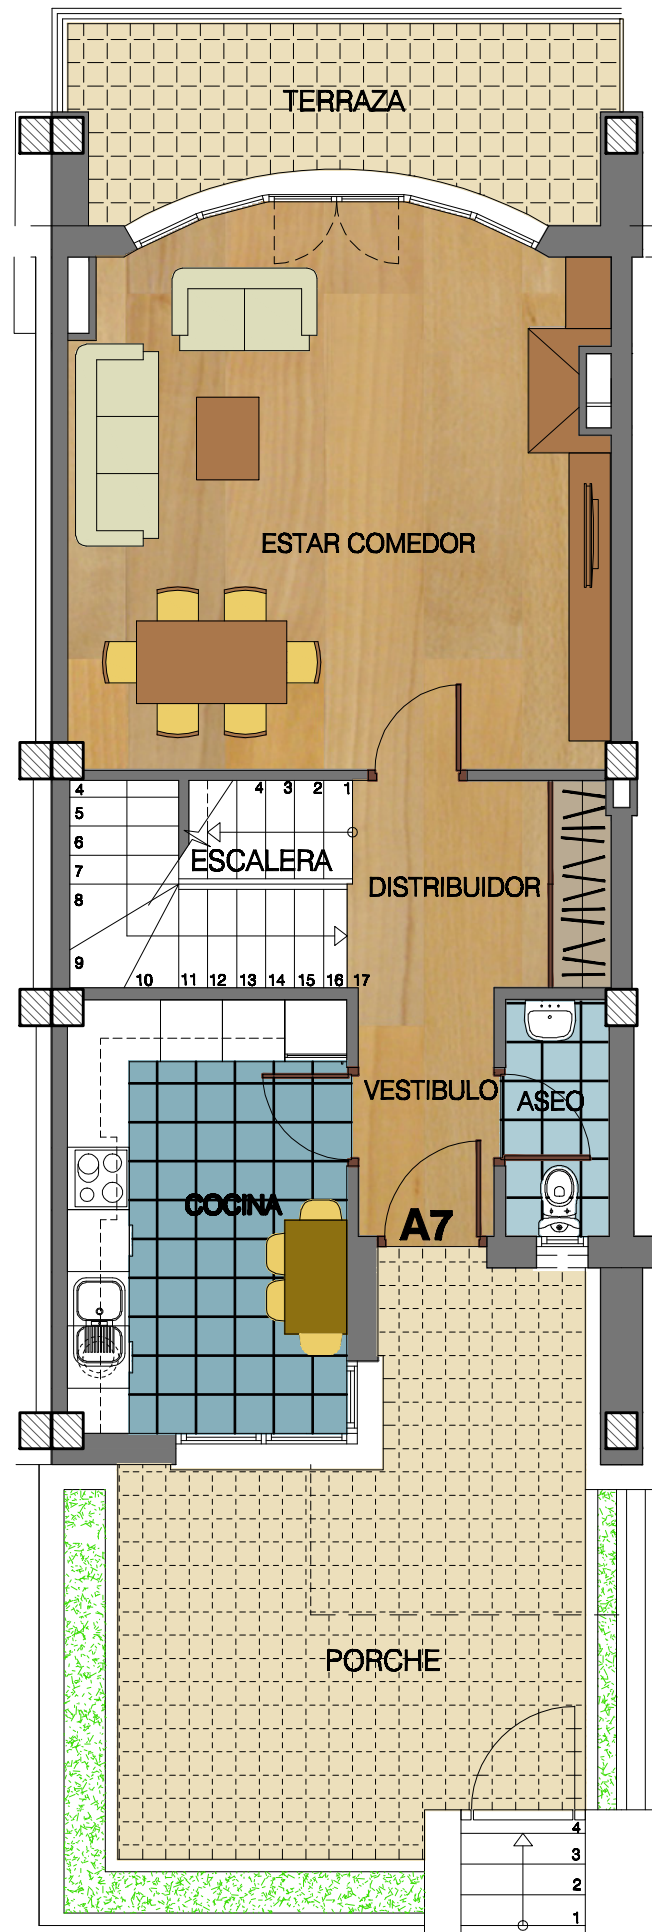 TERRAZA
ESTAR COMEDOR
4 3 2 1
4
5
6
7
8
9
ESCALERA
DISTRIBUIDOR
10 11 12 13 14 15 16 17
VESTIBULO
ASEO
COCINA
A7
PORCHE
4
3
2
1